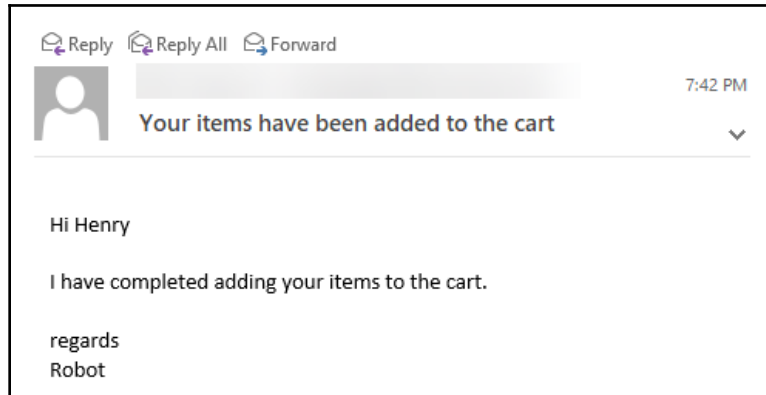 Reply Reply All Forward
7:42 PM
Your items have been added to the cart
Hi Henry
I have completed adding your items to the cart.
regards
Robot